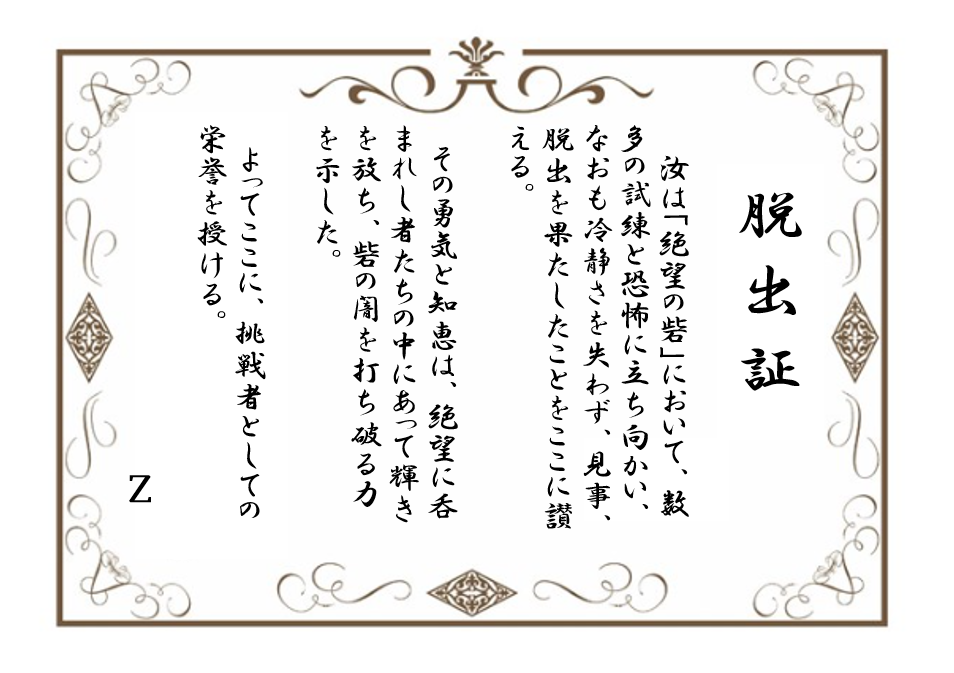 脱出証
汝は「絶望の砦」において、数
多の試練と恐怖に立ち向かい、
なおも冷静さを失わず、見事、
脱出を果たしたことをここに讃
える。
その勇気と知恵は、絶望に呑
まれし者たちの中にあって輝き
を放ち、砦の闇を打ち破る力
を示した。
よってここに、挑戦者としての
栄誉を授ける。
Z